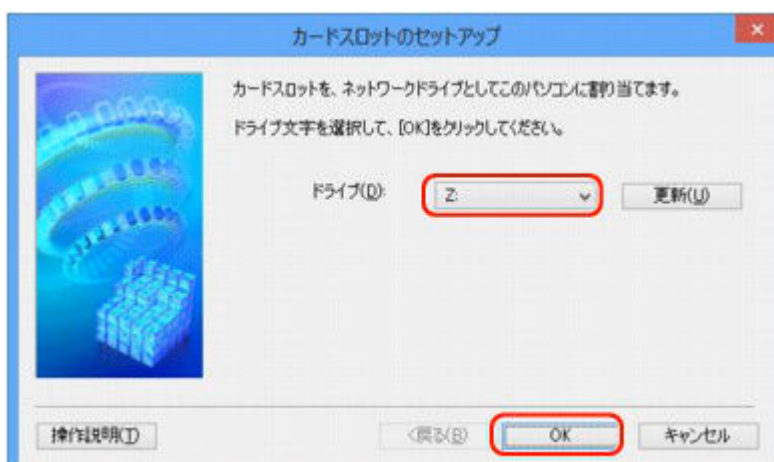 カードスロットのセットアップ
カードスロットを、ネットワークドライブとしてこのパソコンに割り当てます。
ドライブ文字を選択して、[OK]をクリックしてください。
ドライブ(D): Z: 更新(U)
操作説明(T) <戻る(B) OK キャンセル